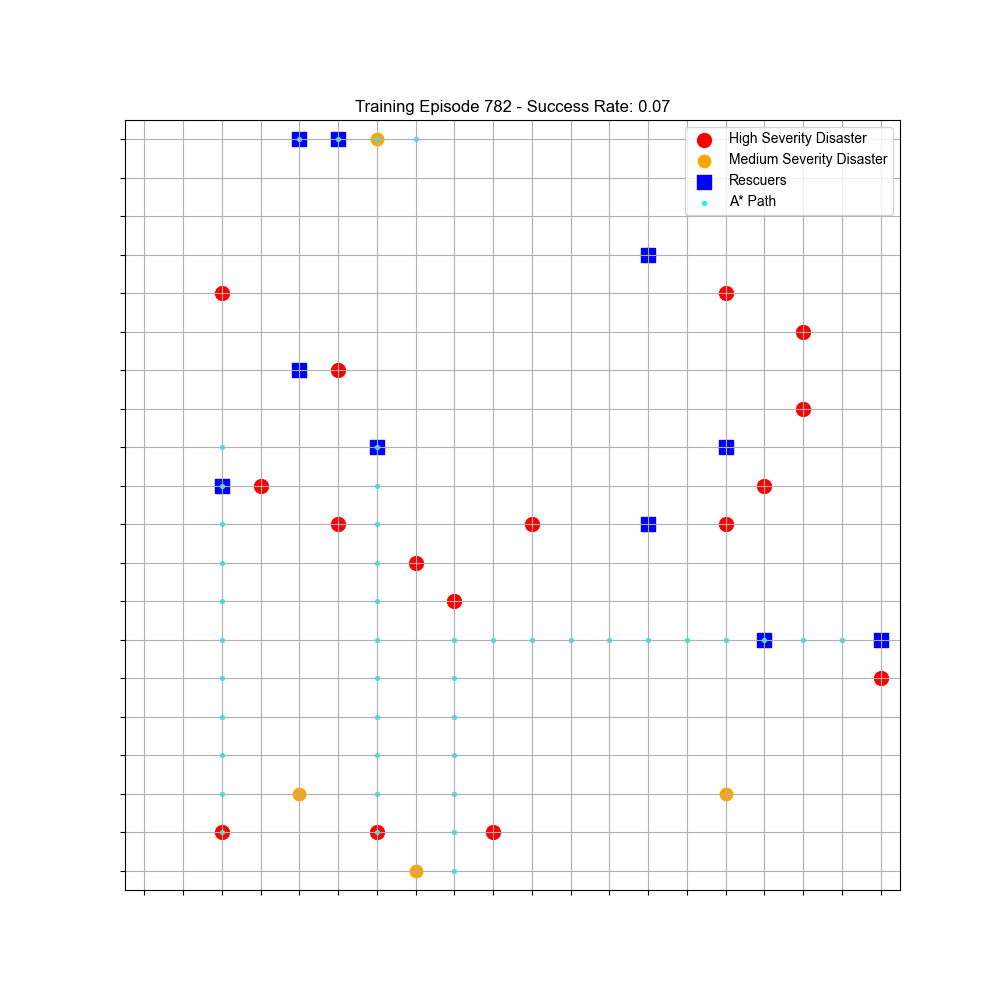 Training Episode 782 - Success Rate: 0.07
High Severity Disaster
Medium Severity Disaster
Rescuers
A* Path